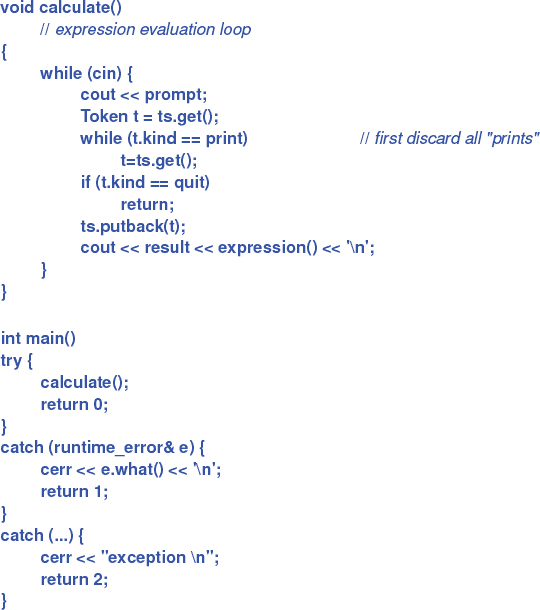 void calculate()
// expression evaluation loop
{
while (cin) {
cout << prompt;
Token t = ts.get();
while (t.kind == print) // first discard all "prints"
t=ts.get();
if (t.kind == quit)
return;
ts.putback(t);
cout << result << expression() << '\n';
}
}
int main()
try {
calculate();
return 0;
}
catch (runtime_error& e) {
cerr << e.what() << '\n';
return 1;
}
catch (...) {
cerr << "exception \n";
return 2;
}